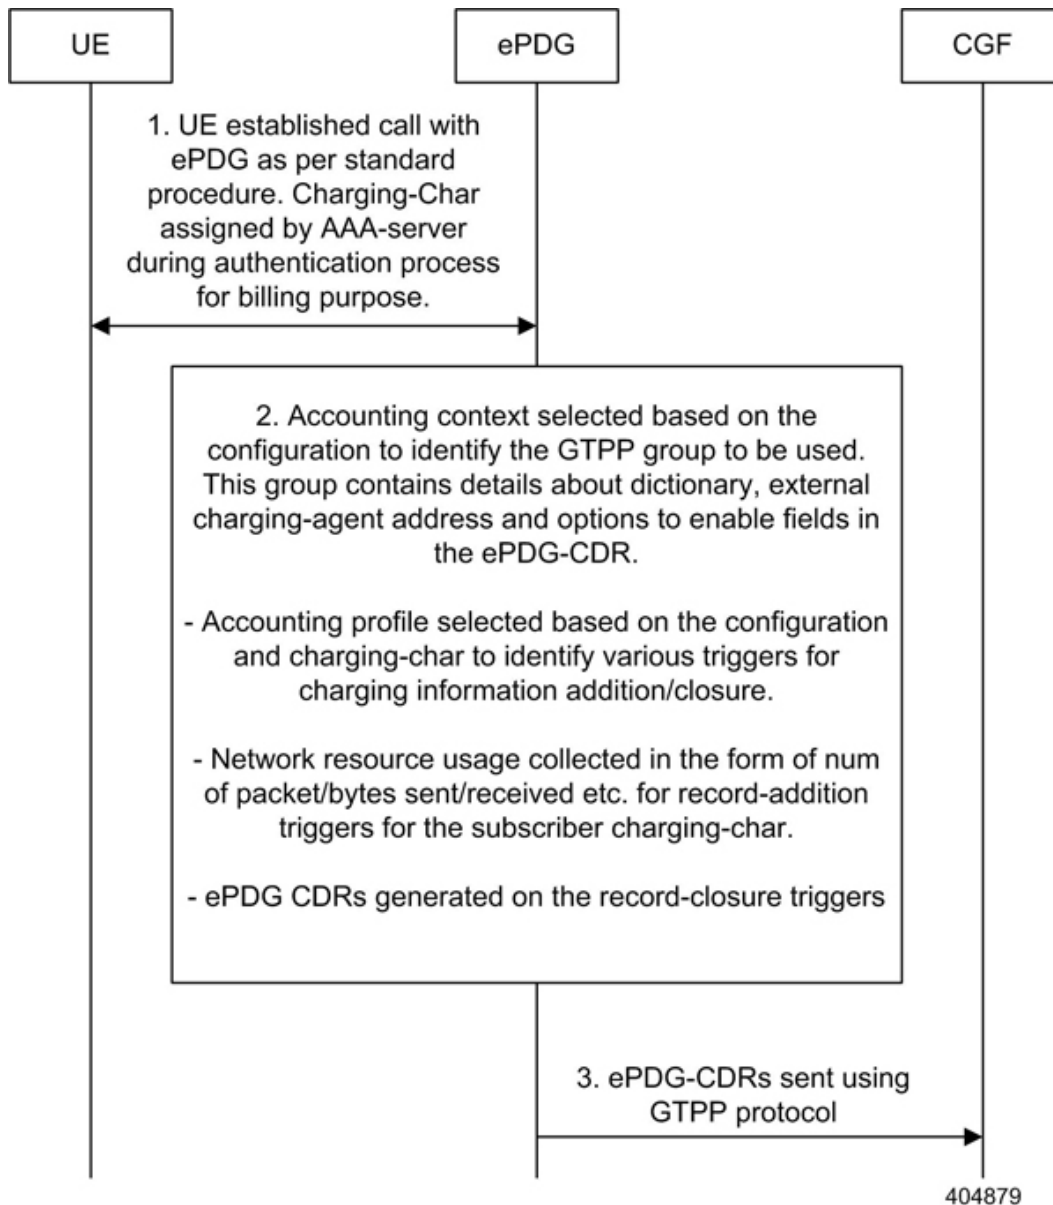 UE
ePDG
CGF
1. UE established call with
ePDG as per standard
procedure. Charging-Char
assigned by AAA-server
during authentication process
for billing purpose.
2. Accounting context selected based on the
configuration to identify the GTPP group to be used.
This group contains details about dictionary, external
charging-agent address and options to enable fields in
the ePDG-CDR.
- Accounting profile selected based on the configuration
and charging-char to identify various triggers for
charging information addition/closure.
- Network resource usage collected in the form of num
of packet/bytes sent/received etc. for record-addition
triggers for the subscriber charging-char.
- ePDG CDRs generated on the record-closure triggers
3. ePDG-CDRs sent using
GTPP protocol
404879